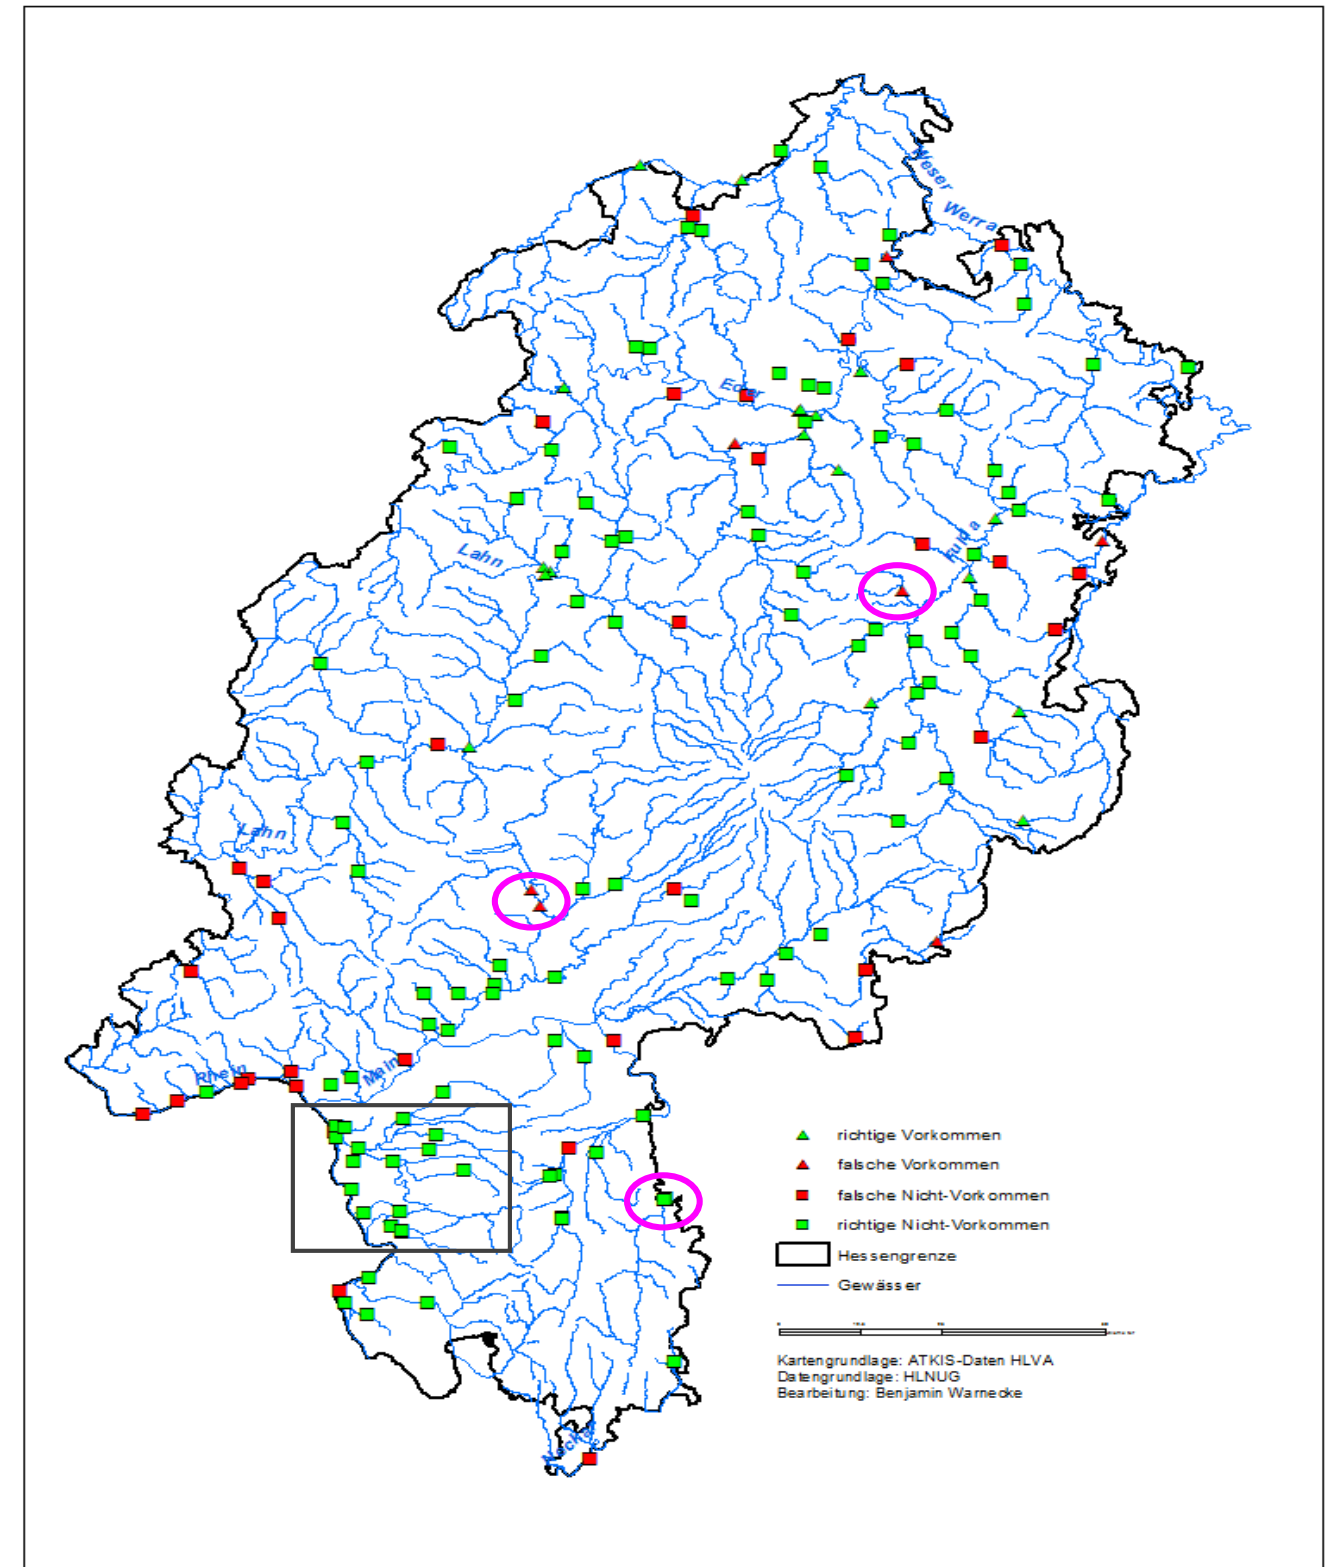 Weser
Werra
Eder
Fulda
Lahn
Lahn
Rhein
Main
richtige Vorkommen
falsche Vorkommen
falsche Nicht-Vorkommen
richtige Nicht-Vorkommen
Hessengrenze
Gewässer
Kartengrundlage: ATKIS-Daten HLVA
Datengrundlage: HLNUG
Bearbeitung: Benjamin Warnecke
Neckar